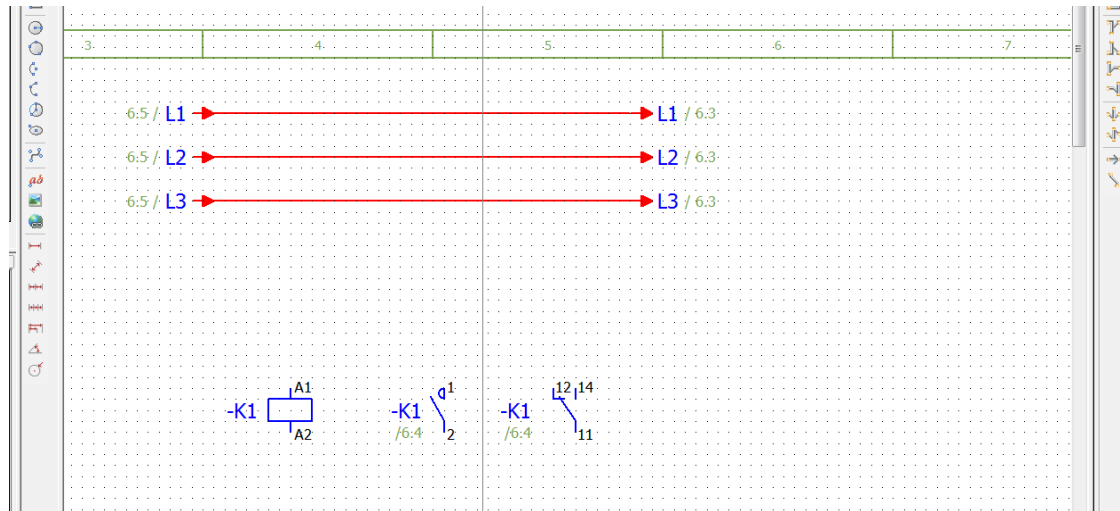 3 4 5 6 7
6.5 / L1 L1 / 6.3
6.5 / L2 L2 / 6.3
6.5 / L3 L3 / 6.3
A1 1 12 14
-K1 -K1 -K1
A2 /6.4 2 /6.4 11
ab